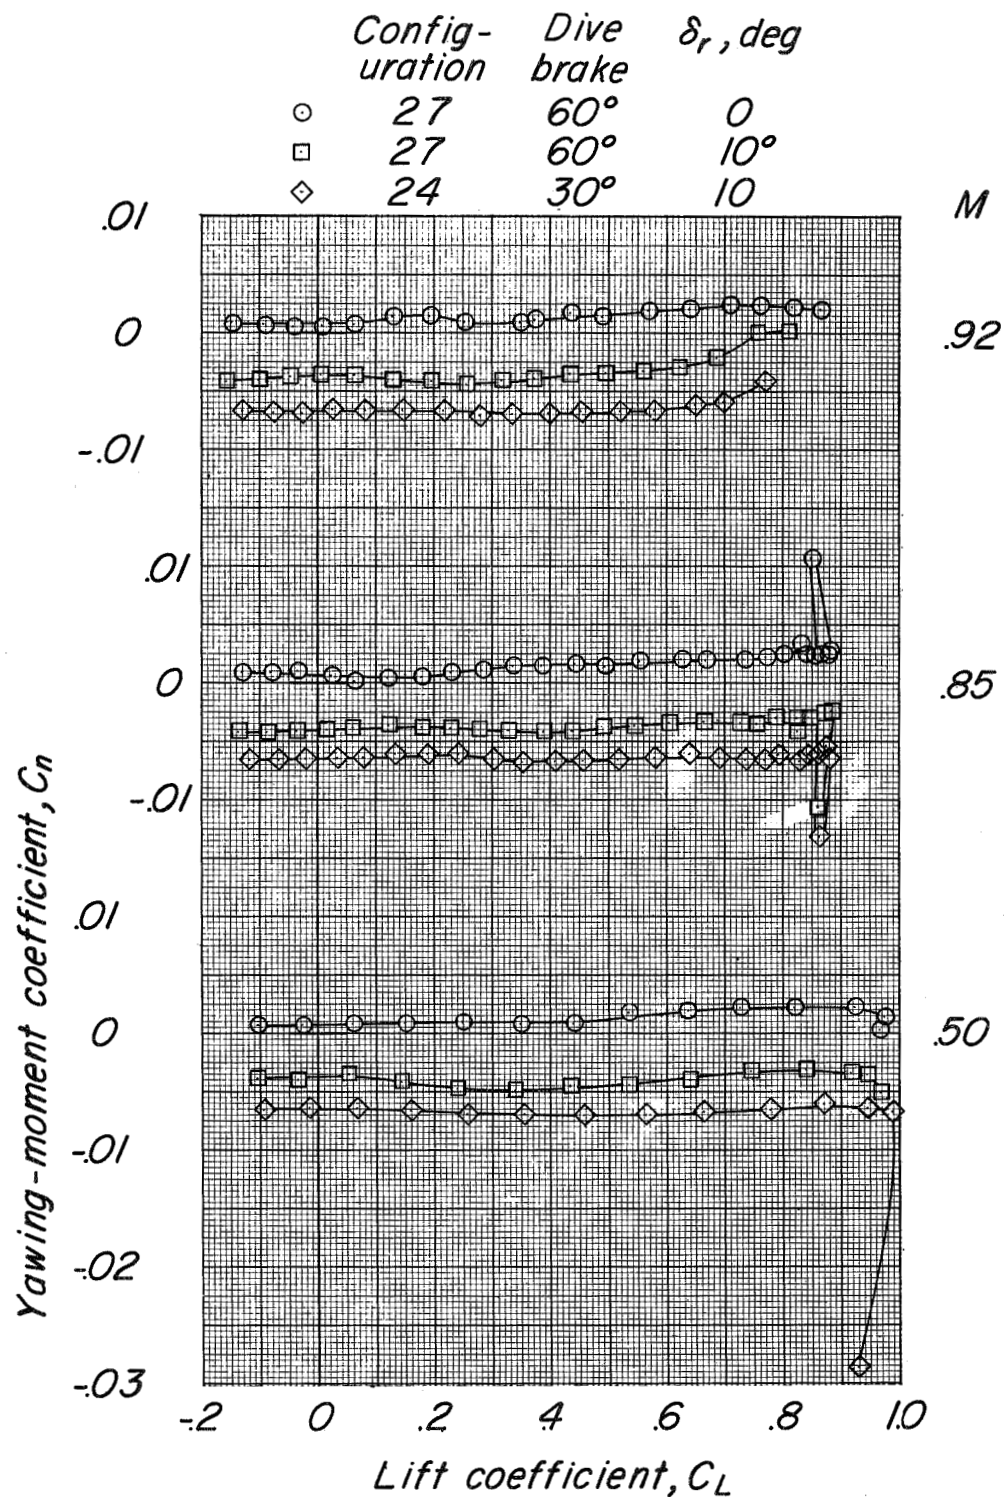 Config-uration Dive brake δr, deg
27 60° 0
27 60° 10°
24 30° 10
M
.01
0
-.01
.92
.01
0
-.01
.85
.01
0
-.01
-.02
-.03
.50
Yawing-moment coefficient, Cn
-.2 0 .2 .4 .6 .8 1.0
Lift coefficient, CL